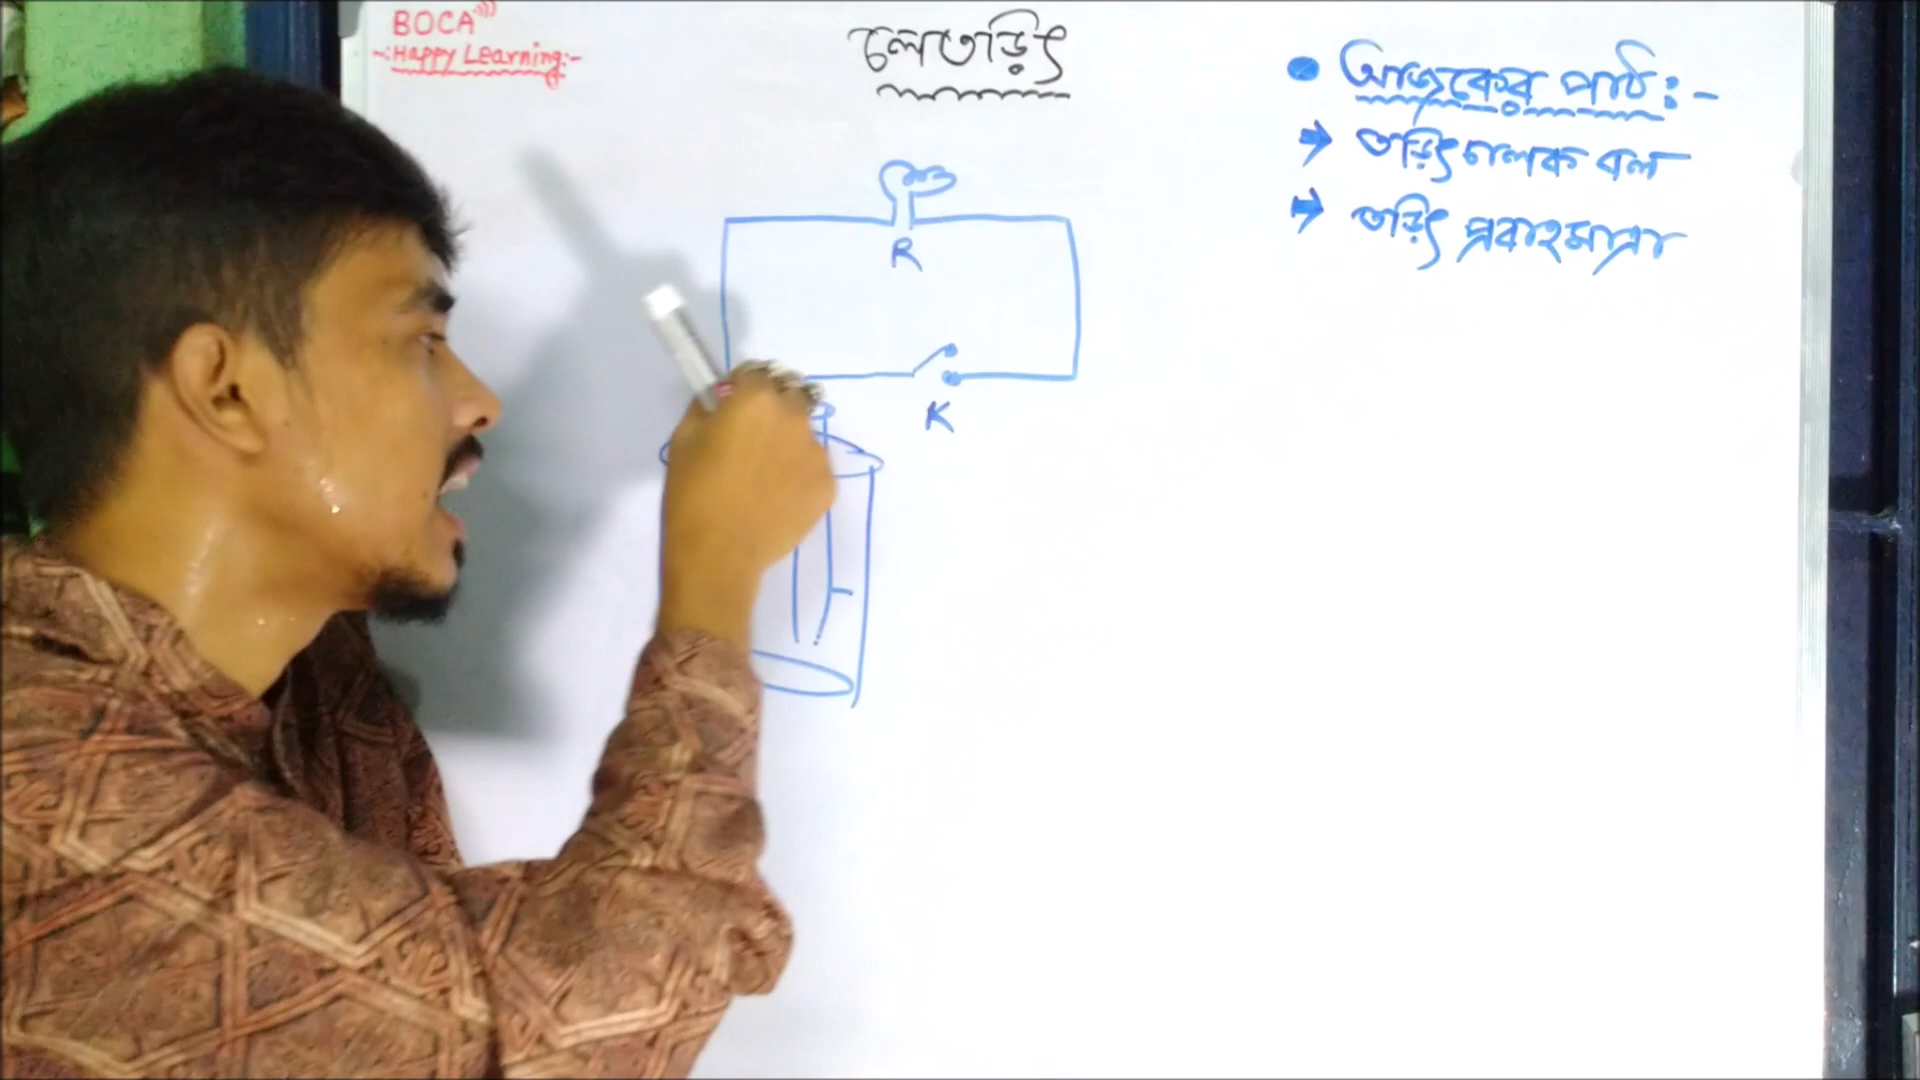 BOCA
-:Happy Learning:-
চলতড়িৎ
আজকের পাঠ:-
→ তড়িৎচালক বল
→ তড়িৎ প্রবাহমাত্রা
R
K